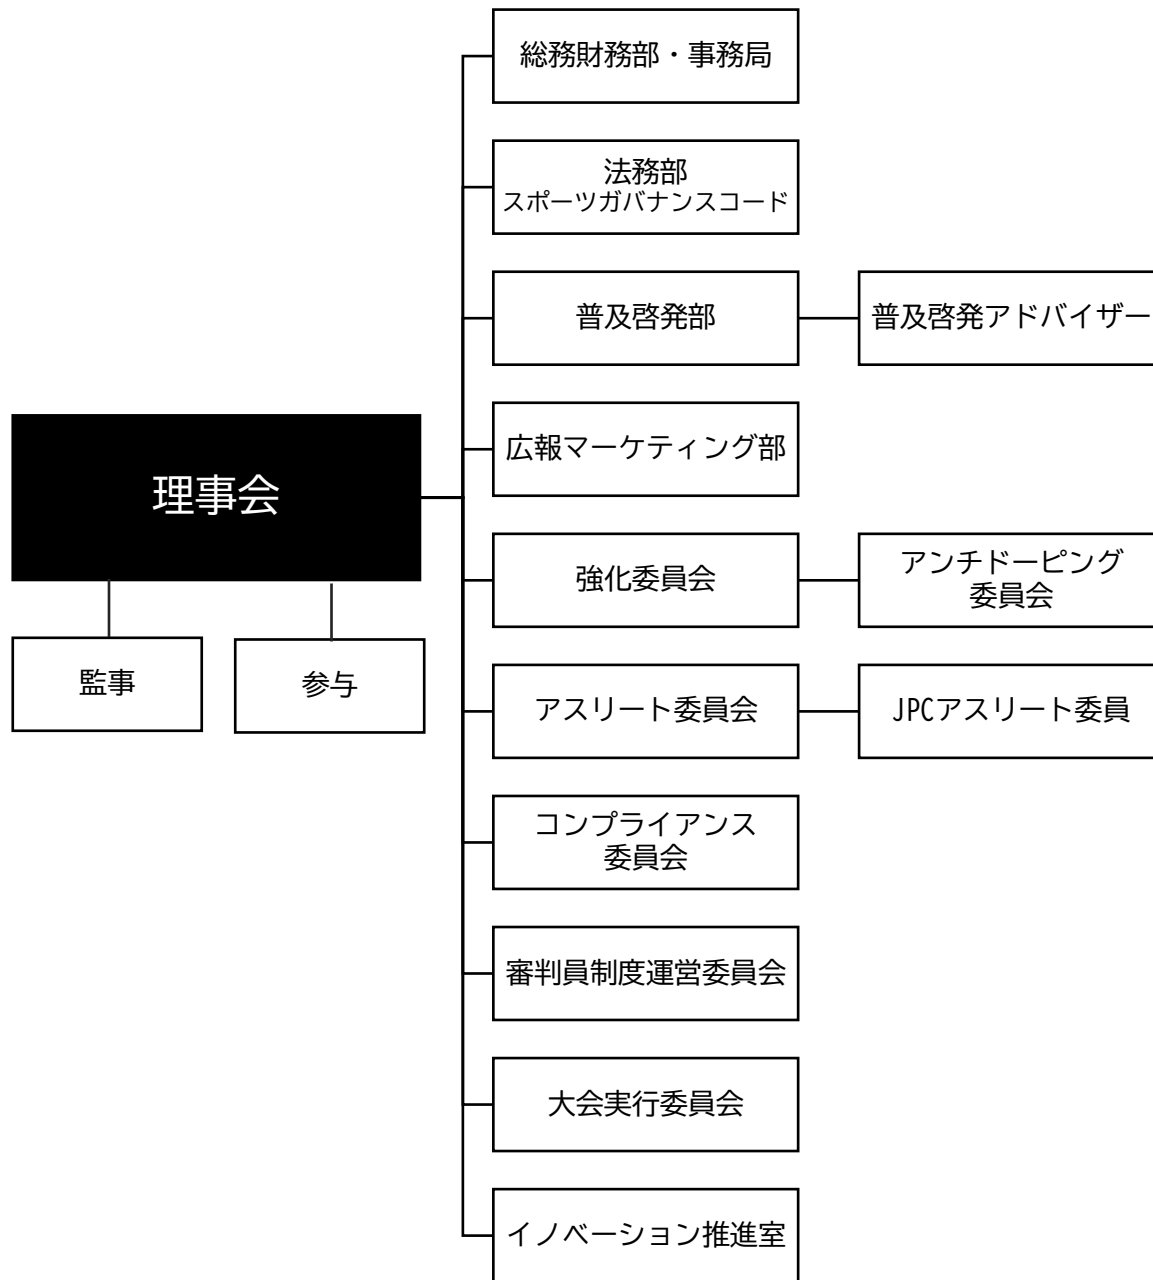 総務財務部・事務局
法務部
スポーツガバナンスコード
普及啓発部
普及啓発アドバイザー
広報マーケティング部
理事会
強化委員会
アンチドーピング
委員会
監事
参与
アスリート委員会
JPCアスリート委員
コンプライアンス
委員会
審判員制度運営委員会
大会実行委員会
イノベーション推進室